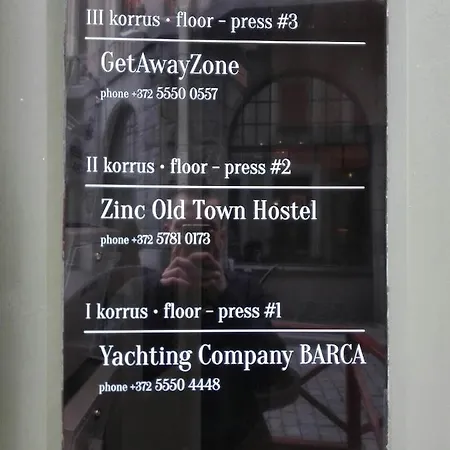 III korrus • floor - press #3
GetAwayZone
phone +372 5550 0557
II korrus • floor - press #2
Zinc Old Town Hostel
phone +372 5781 0173
I korrus • floor - press #1
Yachting Company BARCA
phone +372 5550 4448